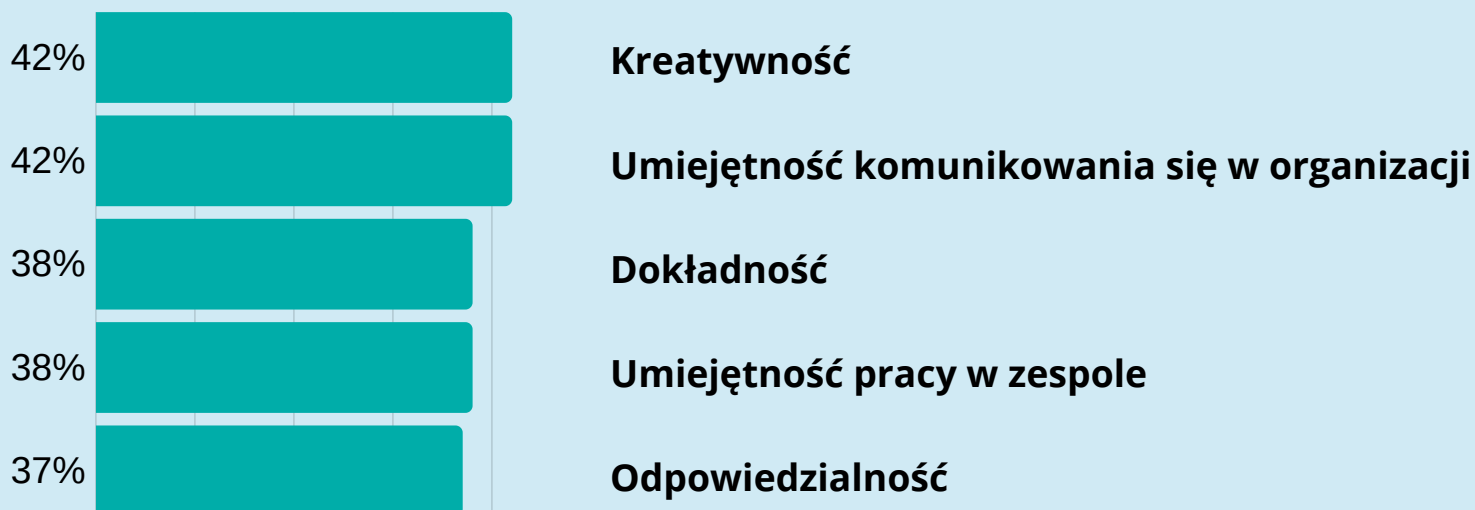 42% Kreatywność
42% Umiejętność komunikowania się w organizacji
38% Dokładność
38% Umiejętność pracy w zespole
37% Odpowiedzialność